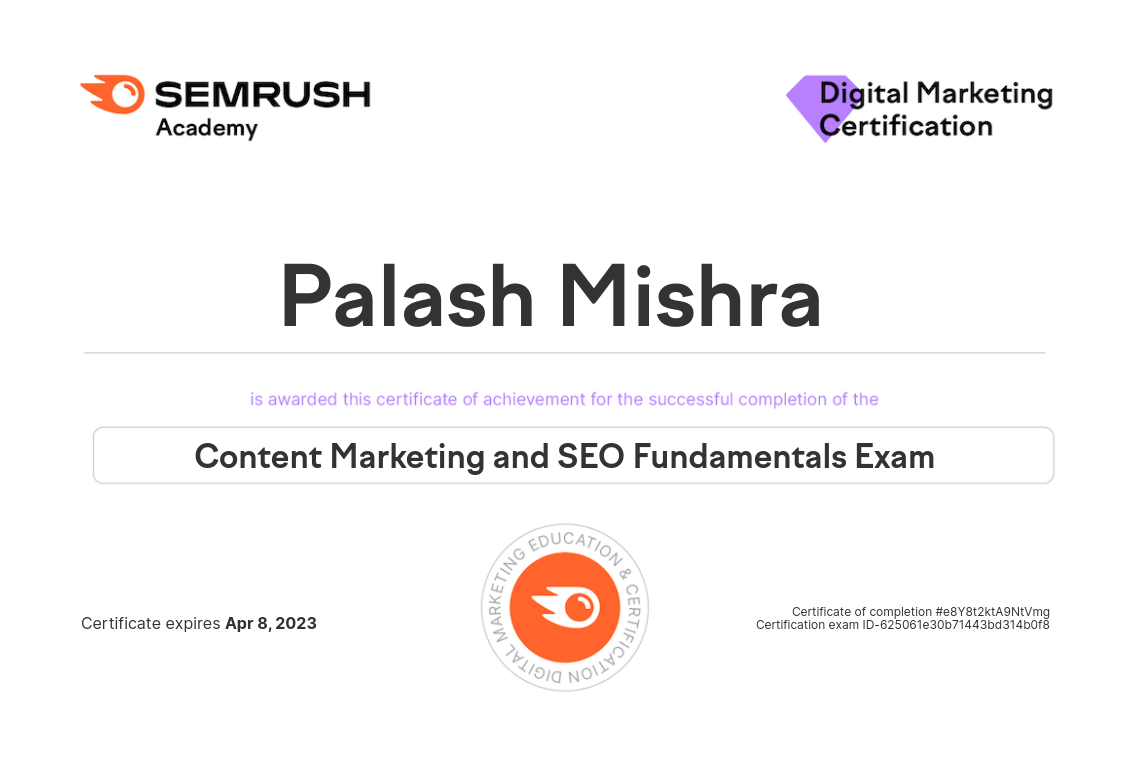 SEMRUSH
Academy
Digital Marketing
Certification
Palash Mishra
is awarded this certificate of achievement for the successful completion of the
Content Marketing and SEO Fundamentals Exam
DIGITAL MARKETING EDUCATION & CERTIFICATION
Certificate expires Apr 8, 2023
Certificate of completion #e8Y8t2ktA9NtVmg
Certification exam ID-625061e30b71443bd314b0f8